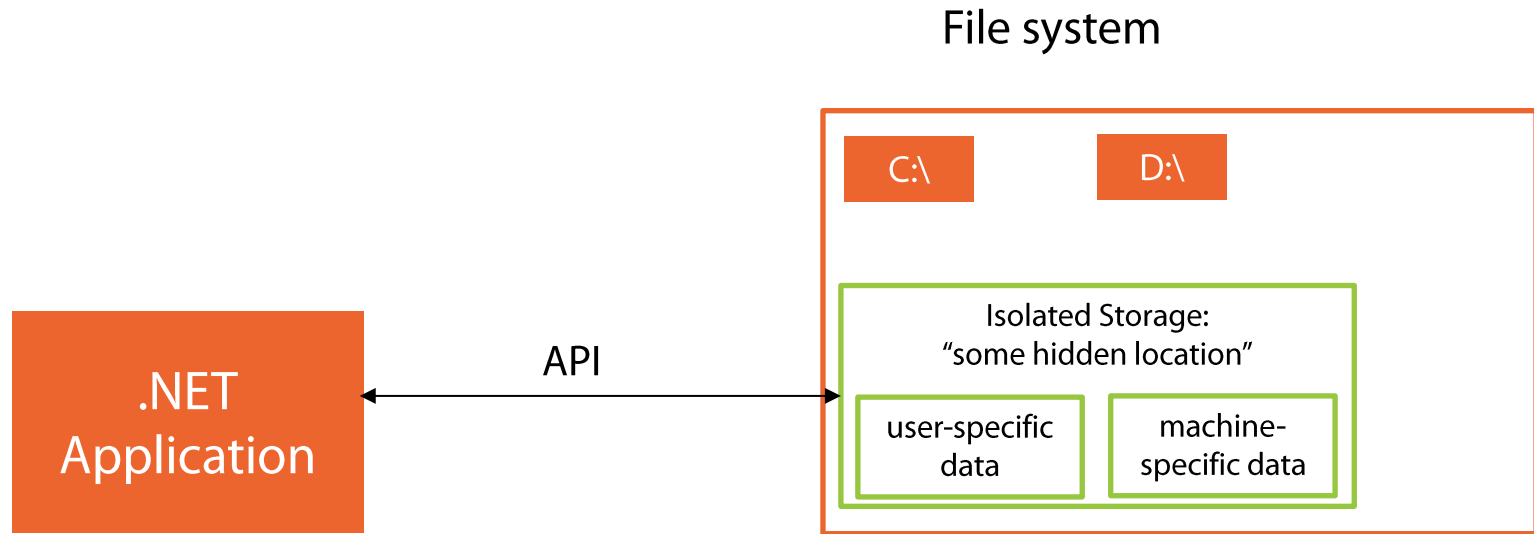 File system
C:\
D:\
Isolated Storage:
“some hidden location”
API
.NET
Application
user-specific
data
machine-
specific data